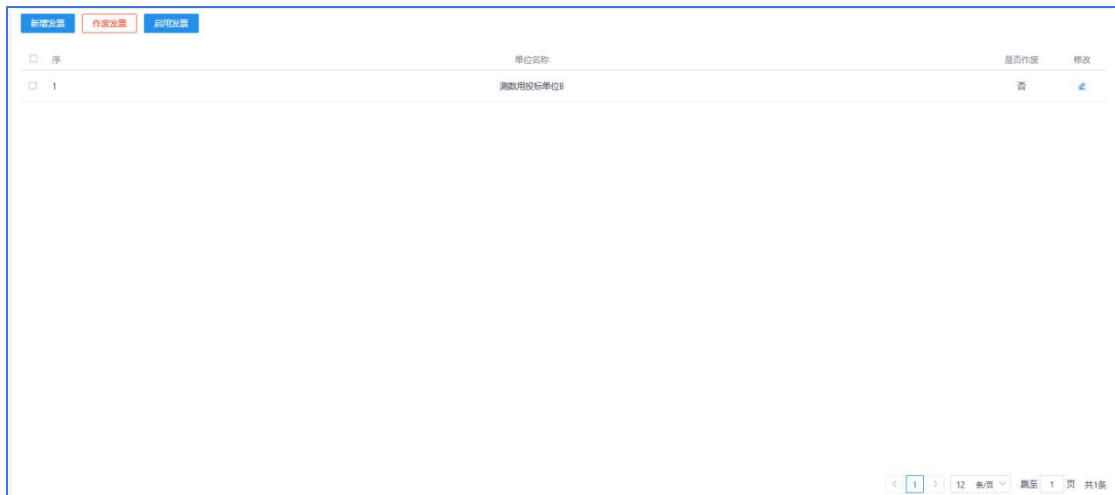 新增发票 作废发票 启用发票
序 单位名称 是否作废 修改
1 测数用投标单位B 否
1 12 条/页 跳至 1 页 共1条